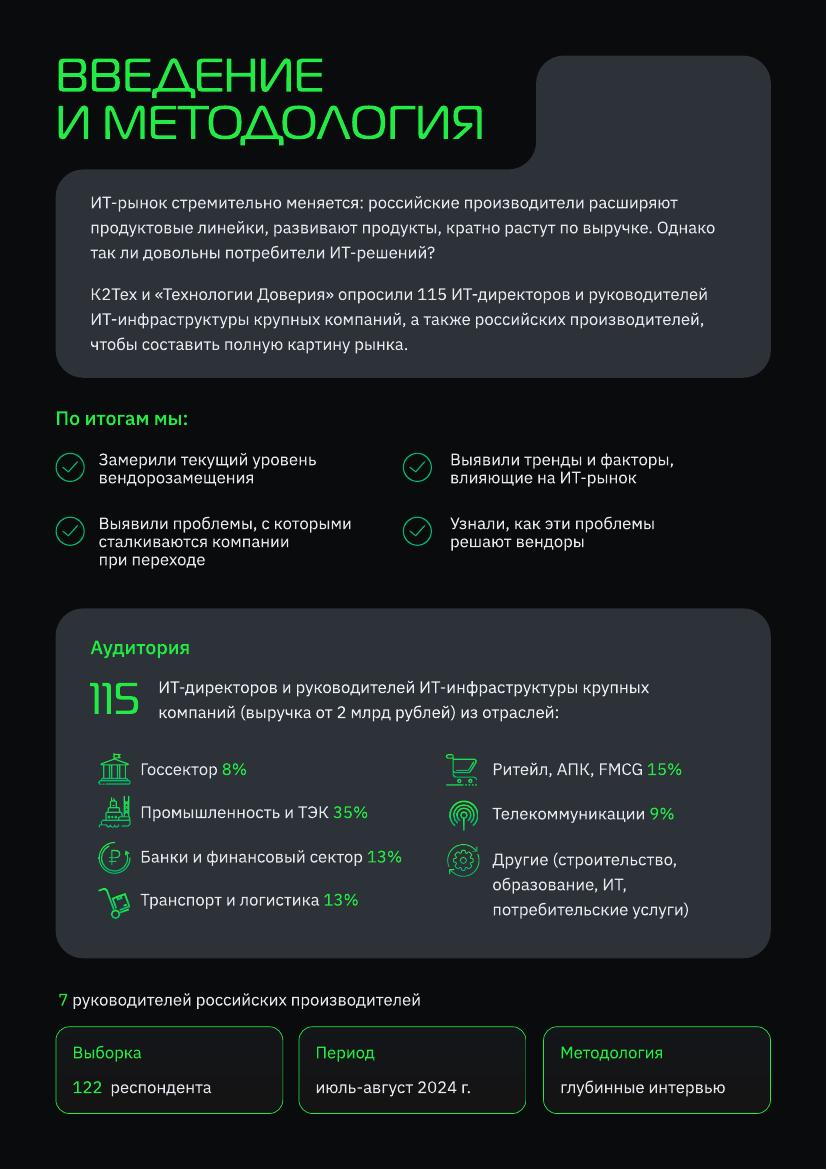 ВВЕДЕНИЕ
И МЕТОДОЛОГИЯ
ИТ-рынок стремительно меняется: российские производители расширяют
продуктовые линейки, развивают продукты, кратно растут по выручке. Однако
так ли довольны потребители ИТ-решений?
К2Тех и «Технологии Доверия» опросили 115 ИТ-директоров и руководителей
ИТ-инфраструктуры крупных компаний, а также российских производителей,
чтобы составить полную картину рынка.
По итогам мы:
Замерили текущий уровень
вендорозамещения
Выявили тренды и факторы,
влияющие на ИТ-рынок
Выявили проблемы, с которыми
сталкиваются компании
при переходе
Узнали, как эти проблемы
решают вендоры
Аудитория
115 ИТ-директоров и руководителей ИТ-инфраструктуры крупных
компаний (выручка от 2 млрд рублей) из отраслей:
Госсектор 8%
Промышленность и ТЭК 35%
Банки и финансовый сектор 13%
Транспорт и логистика 13%
Ритейл, АПК, FMCG 15%
Телекоммуникации 9%
Другие (строительство,
образование, ИТ,
потребительские услуги)
7 руководителей российских производителей
Выборка
122 респондента
Период
июль-август 2024 г.
Методология
глубинные интервью